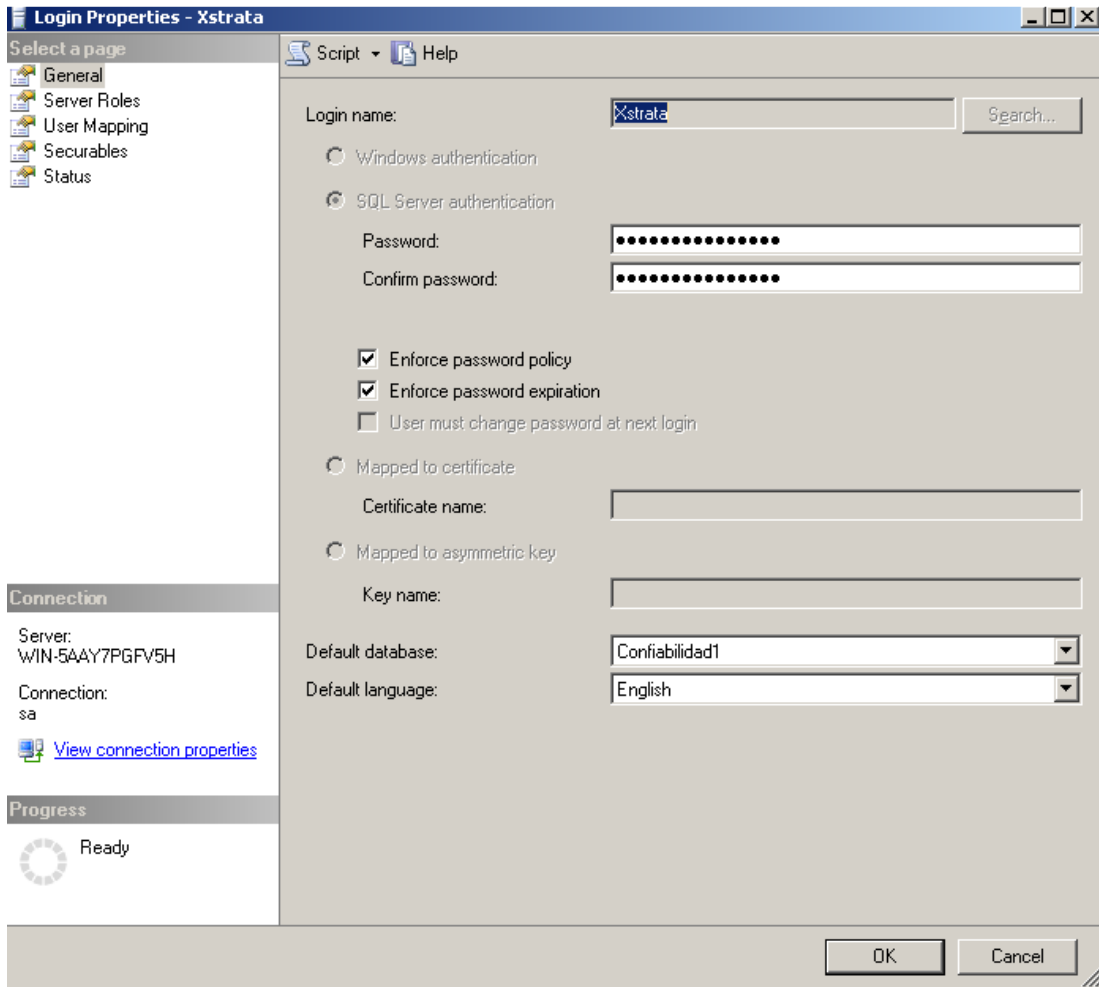 Login Properties - Xstrata
Select a page
General
Server Roles
User Mapping
Securables
Status
Script Help
Login name: Xstrata Search...
Windows authentication
SQL Server authentication
Password: ●●●●●●●●●●●●●●●
Confirm password: ●●●●●●●●●●●●●●●
Enforce password policy
Enforce password expiration
User must change password at next login
Mapped to certificate
Certificate name:
Mapped to asymmetric key
Key name:
Default database: Confiabilidad1
Default language: English
Connection
Server:
WIN-5AAY7PGFV5H
Connection:
sa
View connection properties
Progress
Ready
OK Cancel